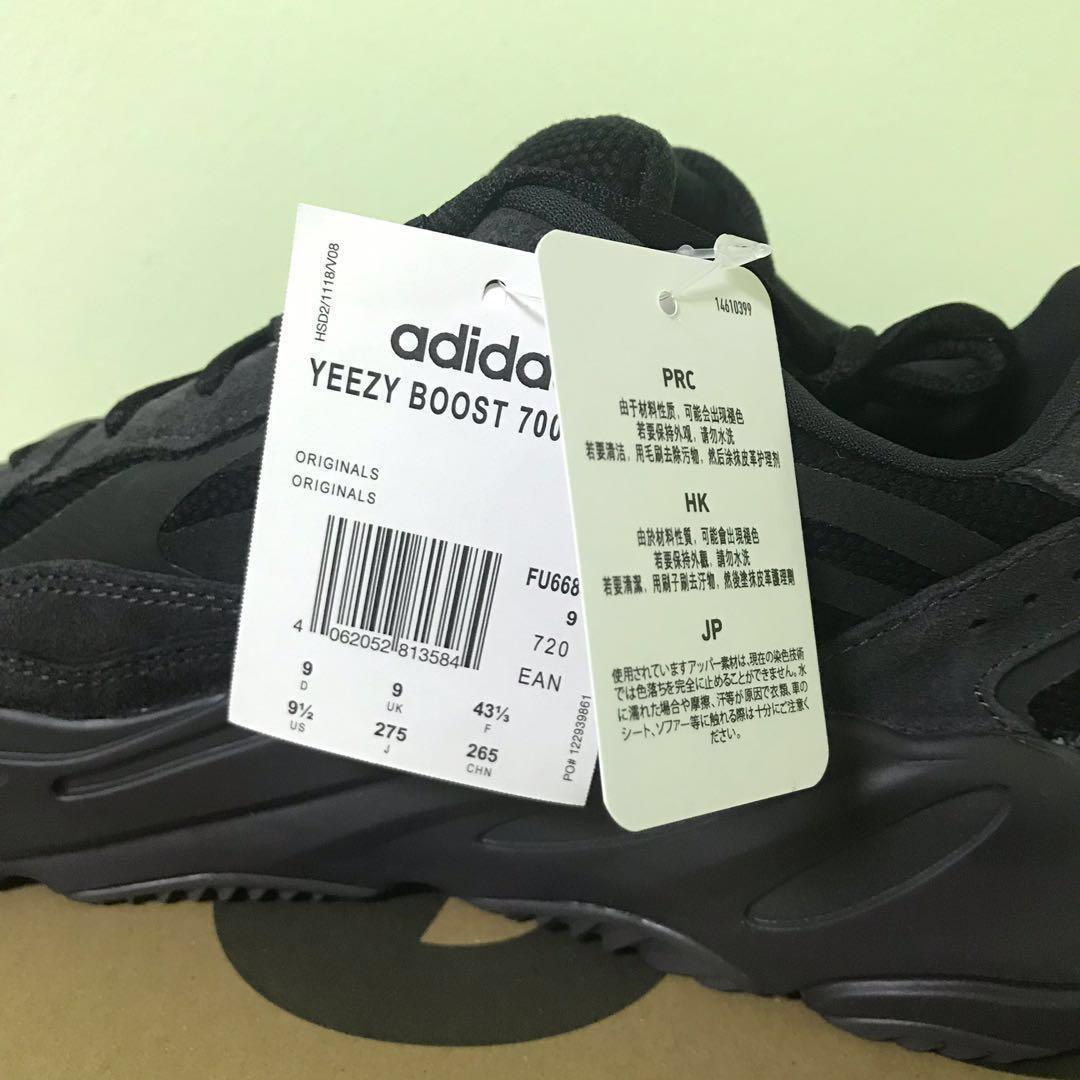 HSD2/1118/V08
adidas
YEEZY BOOST 700
ORIGINALS
ORIGINALS
FU668
9
720
EAN
4 062052 813584
9
D
9
UK
43⅓
F
9½
US
275
J
265
CHN
PO# 122939861
14610399
PRC
由于材料性质，可能会出现褪色
若要保持外观，请勿水洗
若要清洁，用毛刷去除污物，然后涂抹皮革护理剂
HK
由於材料性質，可能會出現褪色
若要保持外觀，請勿水洗
若要清潔，用刷子刷去汙物，然後塗抹皮革護理劑
JP
使用されていますアッパー素材は、現在の染色技術
では色落ちを完全に止めることができません。水
に濡れた場合や摩擦、汗等が原因で衣類、車の
シート、ソファー等に触れる際は十分にご注意く
ださい。